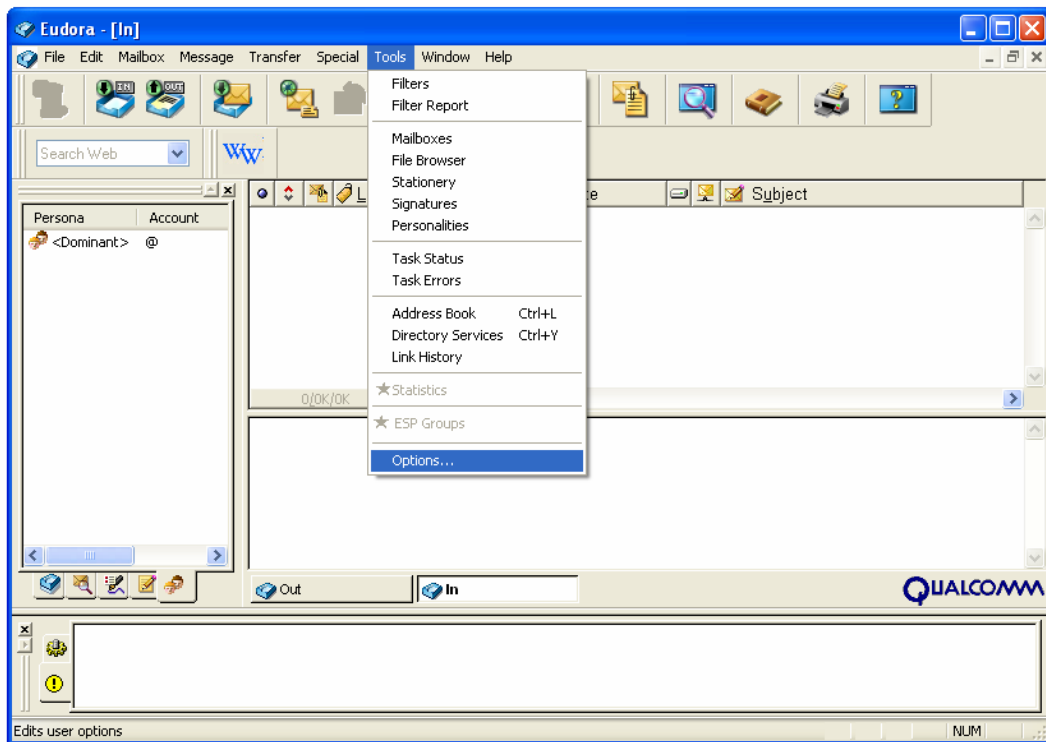 Eudora - [In]
File Edit Mailbox Message Transfer Special Tools Window Help
IN OUT
Search Web
Filters
Filter Report
Mailboxes
File Browser
Stationery
Signatures
Personalities
Task Status
Task Errors
Address Book Ctrl+L
Directory Services Ctrl+Y
Link History
Statistics
ESP Groups
Options...
Persona Account
<Dominant> @
Subject
0/0K/0K
Out In
QUALCOMM
Edits user options NUM